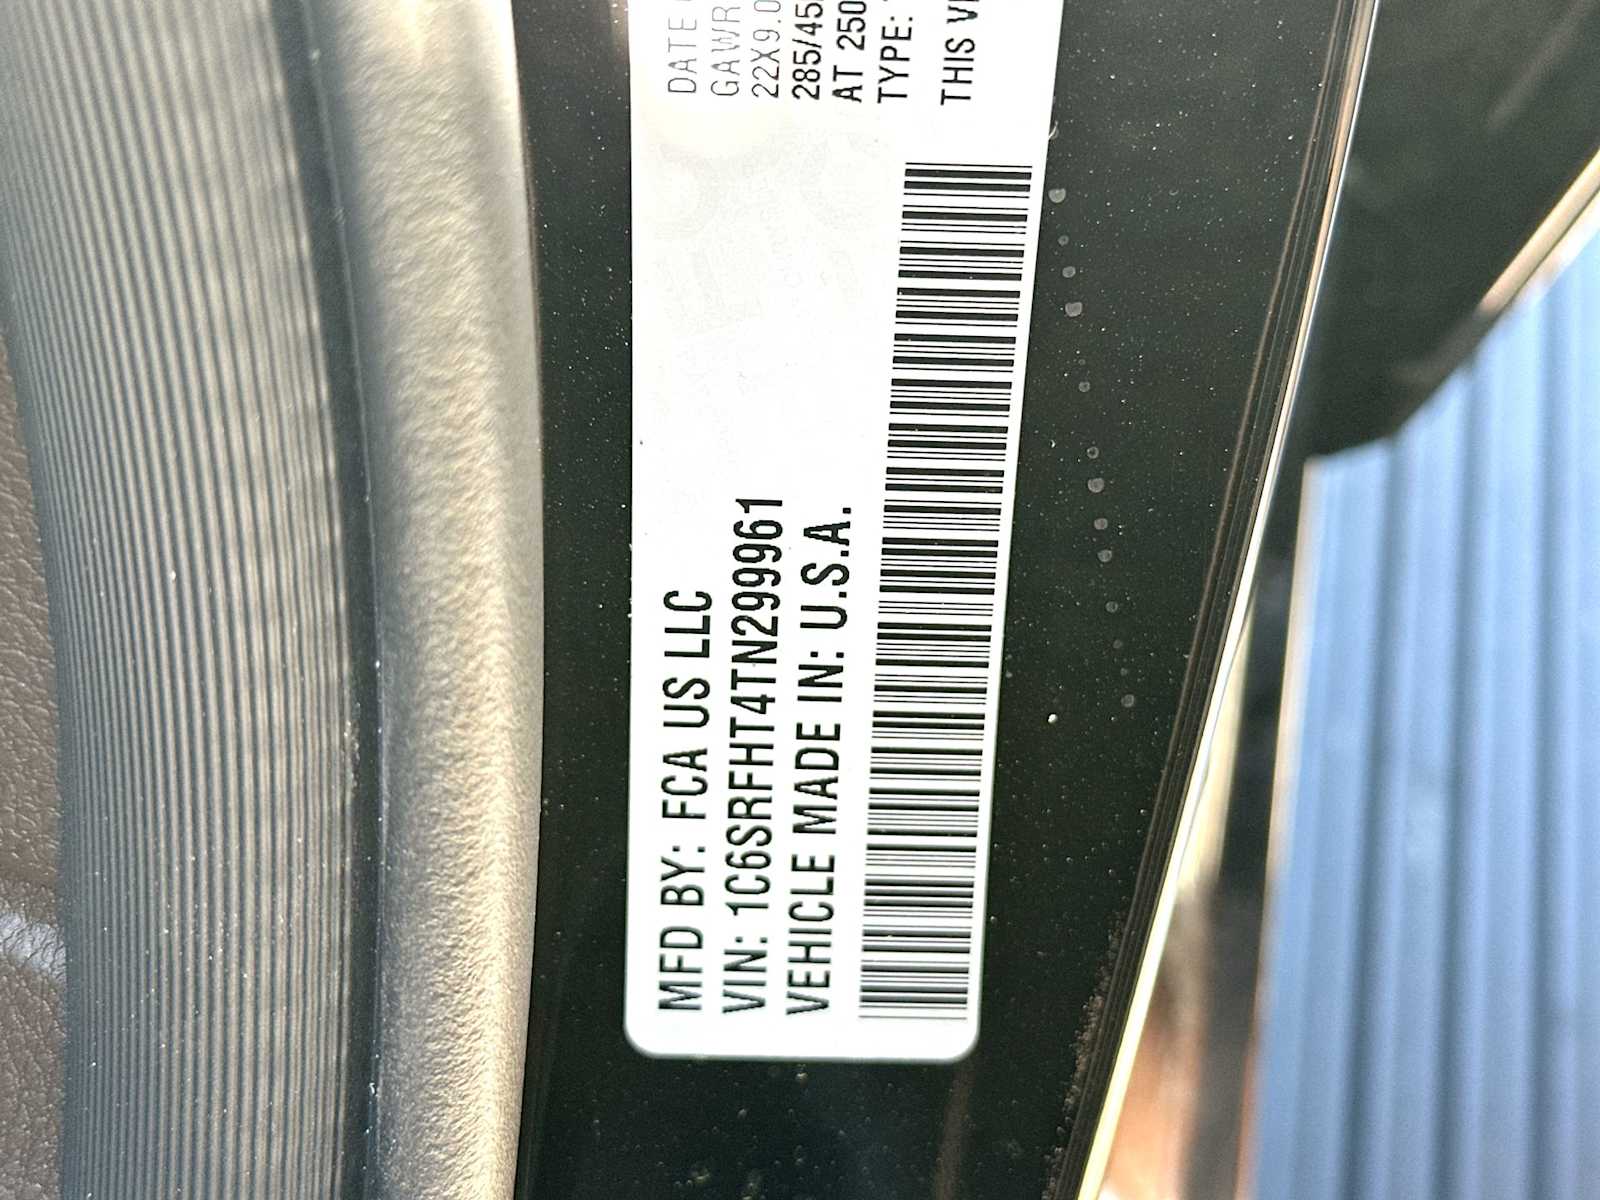 MFD BY: FCA US LLC
VIN: 1C6SRFHT4TN299961
VEHICLE MADE IN: U.S.A.
DATE
GAWR
22X9.0
285/45
AT 250
TYPE:
THIS